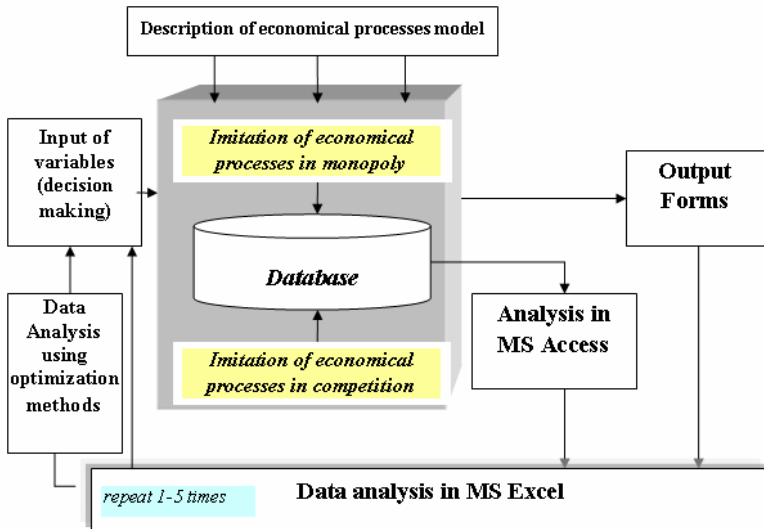 Description of economical processes model
Input of
variables
(decision
making)
Imitation of economical
processes in monopoly
Output
Forms
Database
Data
Analysis
using
optimization
methods
Analysis in
MS Access
Imitation of economical
processes in competition
repeat 1-5 times
Data analysis in MS Excel